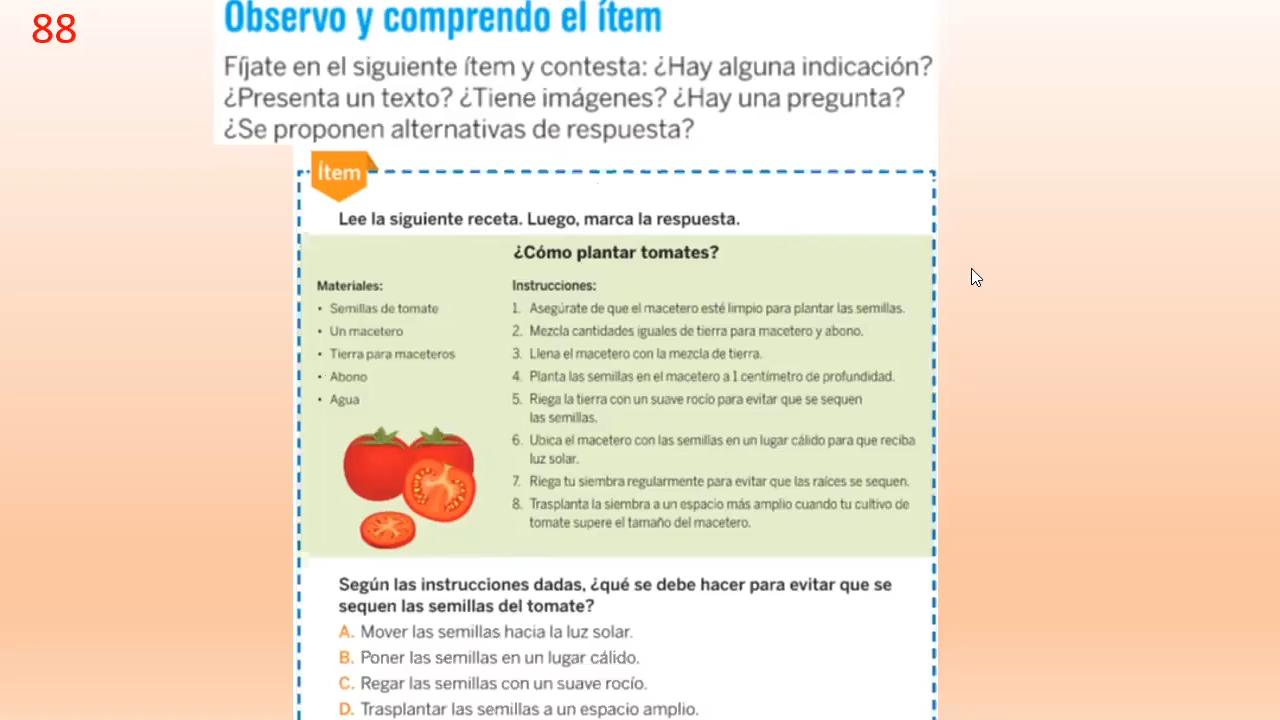 88
Observo y comprendo el ítem
Fíjate en el siguiente ítem y contesta: ¿Hay alguna indicación?
¿Presenta un texto? ¿Tiene imágenes? ¿Hay una pregunta?
¿Se proponen alternativas de respuesta?
Ítem
Lee la siguiente receta. Luego, marca la respuesta.
¿Cómo plantar tomates?
Materiales:
• Semillas de tomate
• Un macetero
• Tierra para maceteros
• Abono
• Agua
Instrucciones:
1. Asegúrate de que el macetero esté limpio para plantar las semillas.
2. Mezcla cantidades iguales de tierra para macetero y abono.
3. Llena el macetero con la mezcla de tierra.
4. Planta las semillas en el macetero a 1 centímetro de profundidad.
5. Riega la tierra con un suave rocío para evitar que se sequen
las semillas.
6. Ubica el macetero con las semillas en un lugar cálido para que reciba
luz solar.
7. Riega tu siembra regularmente para evitar que las raíces se sequen.
8. Trasplanta la siembra a un espacio más amplio cuando tu cultivo de
tomate supere el tamaño del macetero.
Según las instrucciones dadas, ¿qué se debe hacer para evitar que se
sequen las semillas del tomate?
A. Mover las semillas hacia la luz solar.
B. Poner las semillas en un lugar cálido.
C. Regar las semillas con un suave rocío.
D. Trasplantar las semillas a un espacio amplio.